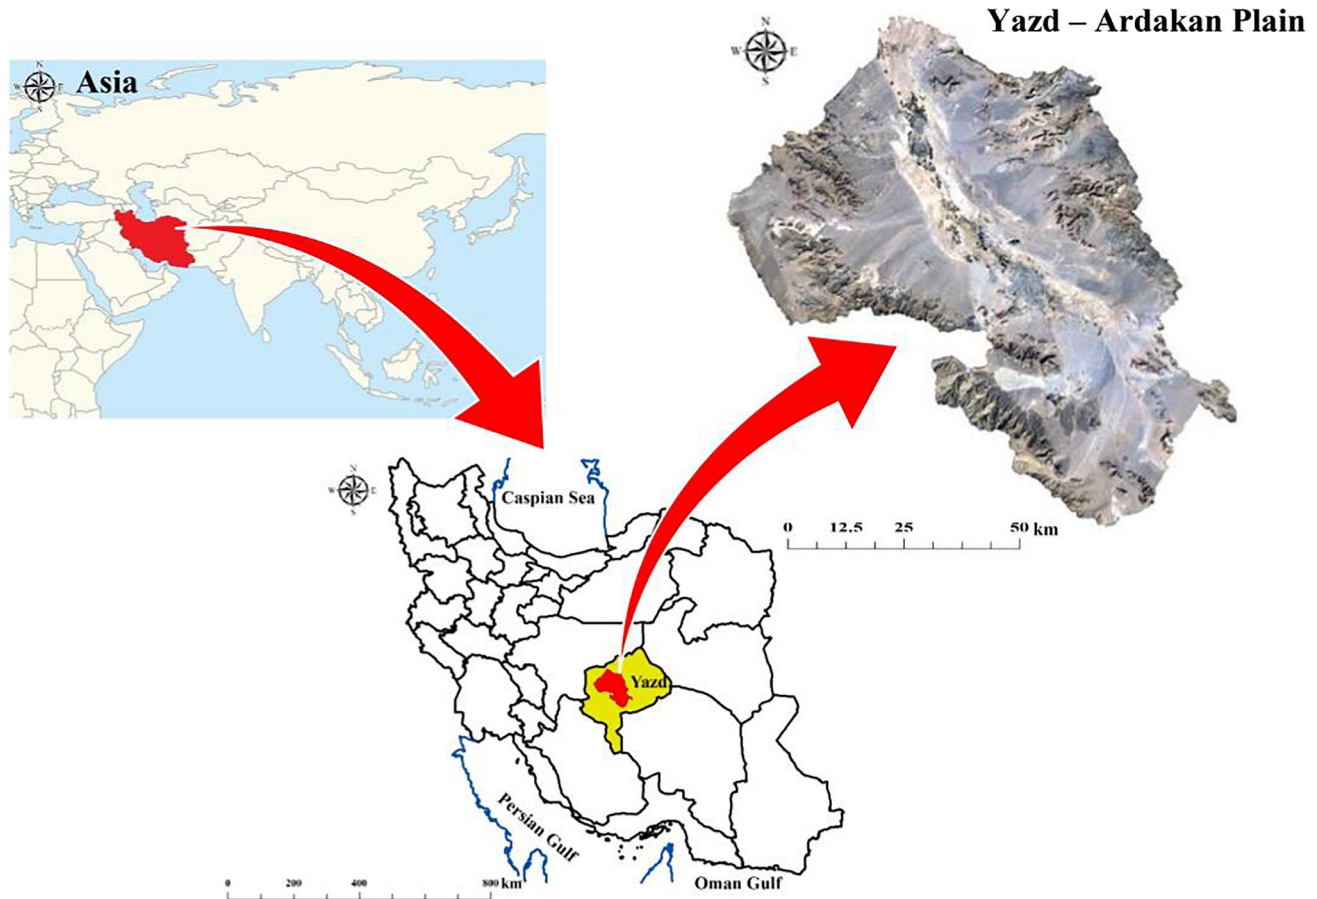 Yazd – Ardakan Plain
N
W E
S
N
W E
S
Asia
0 12.5 25 50 km
N
W E
S
Caspian Sea
Yazd
Persian Gulf
Oman Gulf
0 200 400 800 km